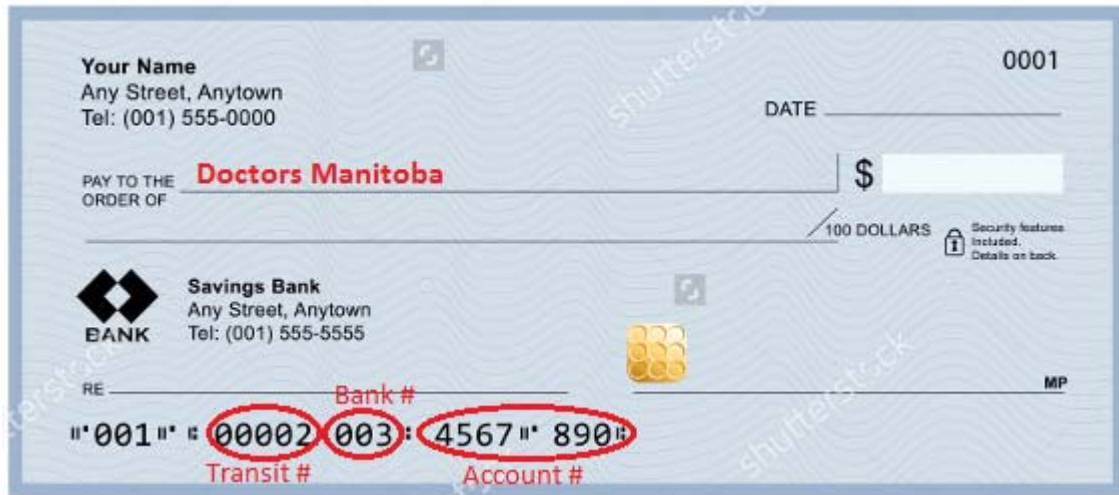 Your Name
0001
Any Street, Anytown
Tel: (001) 555-0000
DATE
PAY TO THE ORDER OF
Doctors Manitoba
$
/100 DOLLARS
Security features included. Details on back.
BANK
Savings Bank
Any Street, Anytown
Tel: (001) 555-5555
RE
MP
Bank #
⑈001⑈ ⑆00002 003⑆ 4567⑈ 890⑆
Transit #
Account #
shutterstock
shutterstock